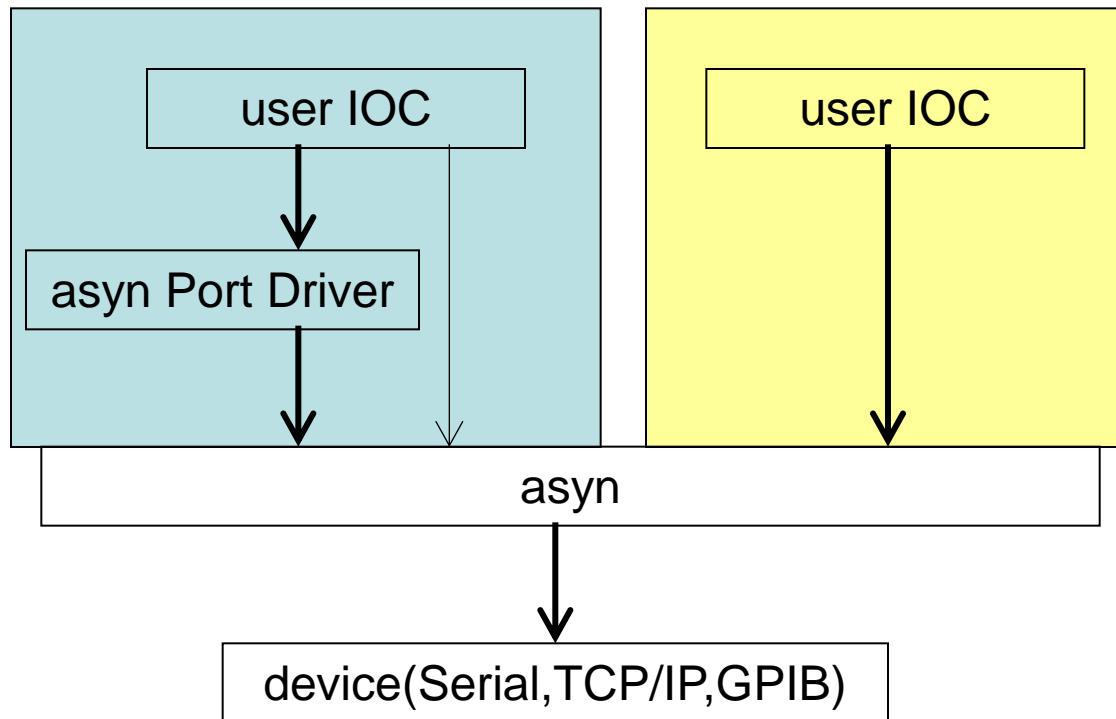 user IOC
user IOC
asyn Port Driver
asyn
device(Serial,TCP/IP,GPIB)